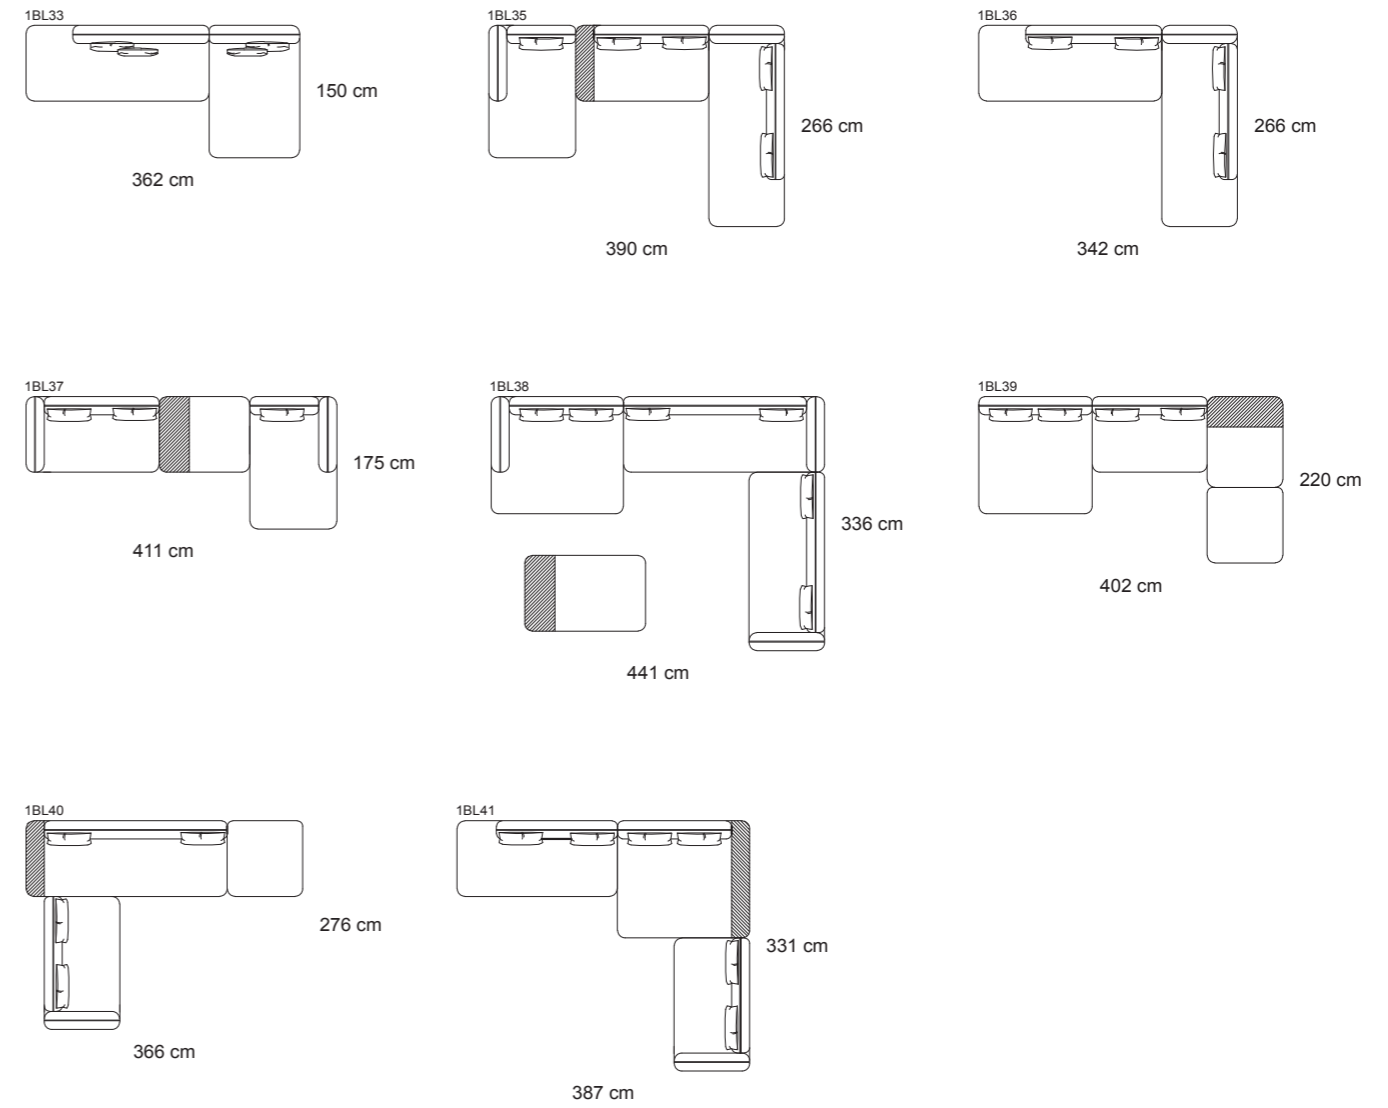 1BL33
150 cm
362 cm
1BL35
266 cm
390 cm
1BL36
266 cm
342 cm
1BL37
175 cm
411 cm
1BL38
336 cm
441 cm
1BL39
220 cm
402 cm
1BL40
276 cm
366 cm
1BL41
331 cm
387 cm